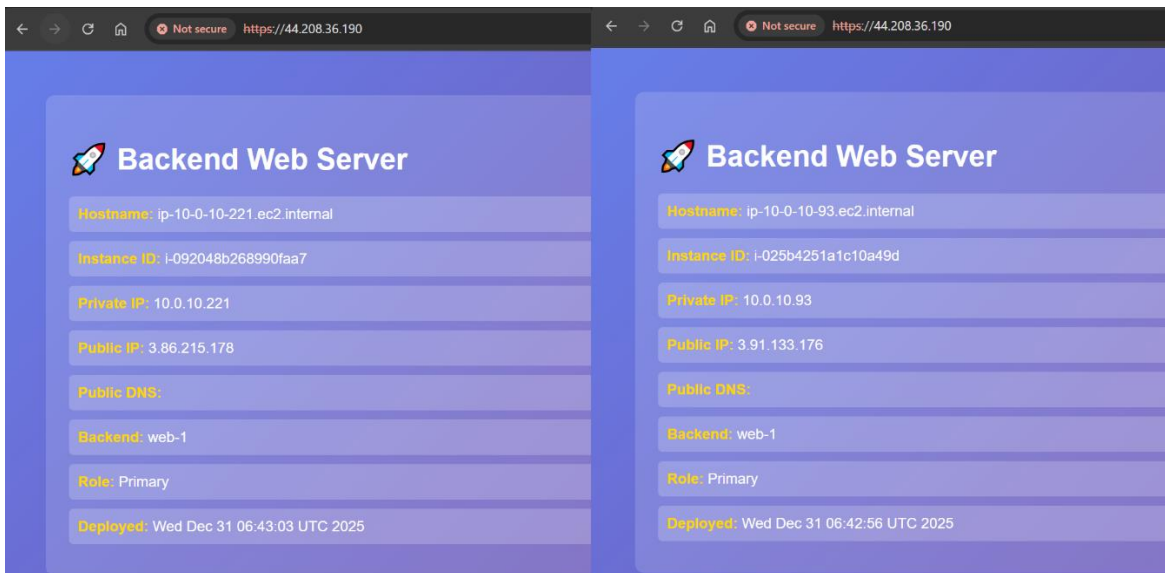 Not secure https://44.208.36.190
🚀 Backend Web Server
Hostname: ip-10-0-10-221.ec2.internal
Instance ID: i-092048b268990faa7
Private IP: 10.0.10.221
Public IP: 3.86.215.178
Public DNS:
Backend: web-1
Role: Primary
Deployed: Wed Dec 31 06:43:03 UTC 2025
Not secure https://44.208.36.190
🚀 Backend Web Server
Hostname: ip-10-0-10-93.ec2.internal
Instance ID: i-025b4251a1c10a49d
Private IP: 10.0.10.93
Public IP: 3.91.133.176
Public DNS:
Backend: web-1
Role: Primary
Deployed: Wed Dec 31 06:42:56 UTC 2025